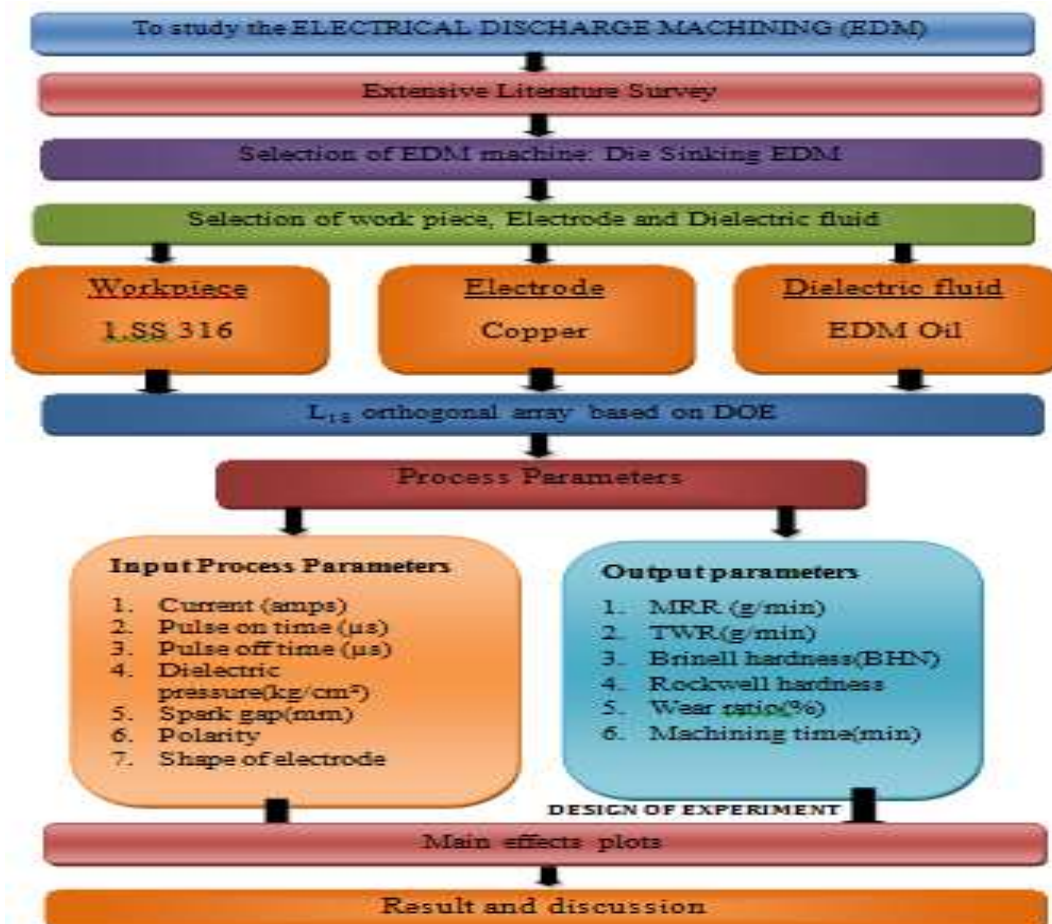 To study the ELECTRICAL DISCHARGE MACHINING (EDM)
Extensive Literature Survey
Selection of EDM machine: Die Sinking EDM
Selection of work piece, Electrode and Dielectric fluid
Workpiece
1.SS 316
Electrode
Copper
Dielectric fluid
EDM Oil
L₁₈ orthogonal array based on DOE
Process Parameters
Input Process Parameters
1. Current (amps)
2. Pulse on time (µs)
3. Pulse off time (µs)
4. Dielectric
pressure(kg/cm²)
5. Spark gap(mm)
6. Polarity
7. Shape of electrode
Output parameters
1. MRR (g/min)
2. TWR(g/min)
3. Brinell hardness(BHN)
4. Rockwell hardness
5. Wear ratio(%)
6. Machining time(min)
DESIGN OF EXPERIMENT
Main effects plots
Result and discussion